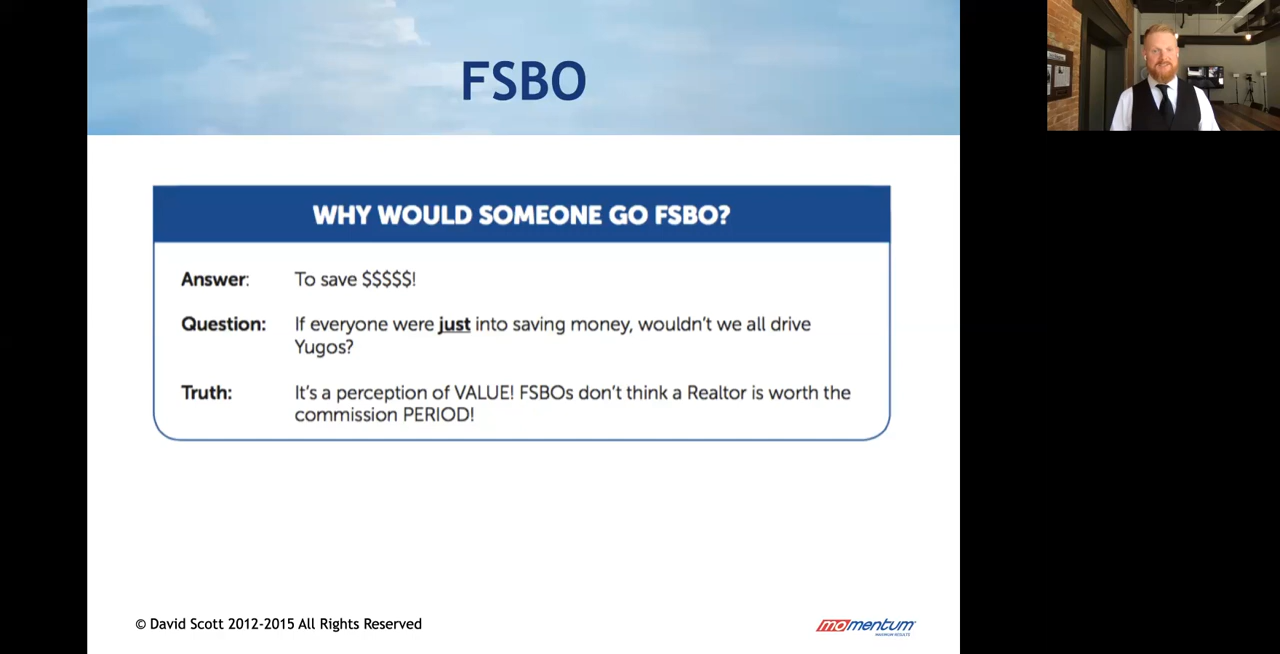 FSBO
WHY WOULD SOMEONE GO FSBO?
Answer: To save $$$$$!
Question: If everyone were just into saving money, wouldn't we all drive
Yugos?
Truth: It's a perception of VALUE! FSBOs don't think a Realtor is worth the
commission PERIOD!
© David Scott 2012-2015 All Rights Reserved
momentum
MAXIMUM RESULTS